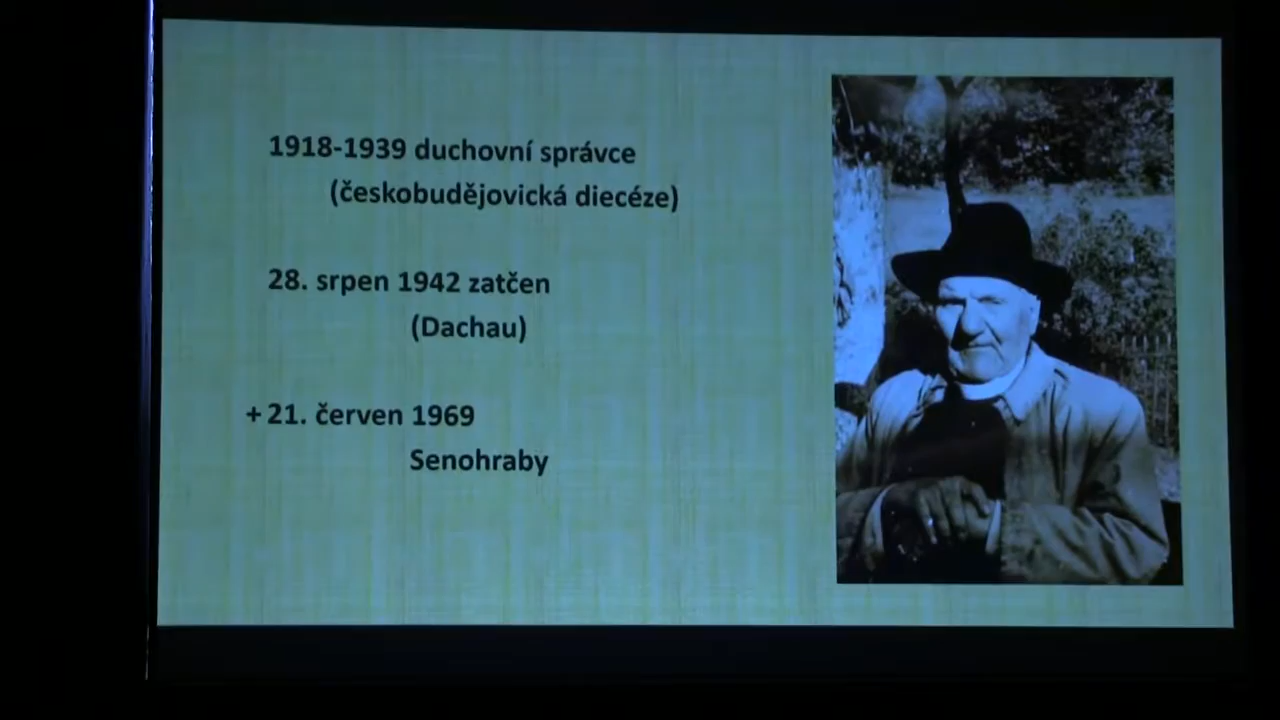 1918-1939 duchovní správce
(českobudějovická diecéze)
28. srpen 1942 zatčen
(Dachau)
+ 21. červen 1969
Senohraby